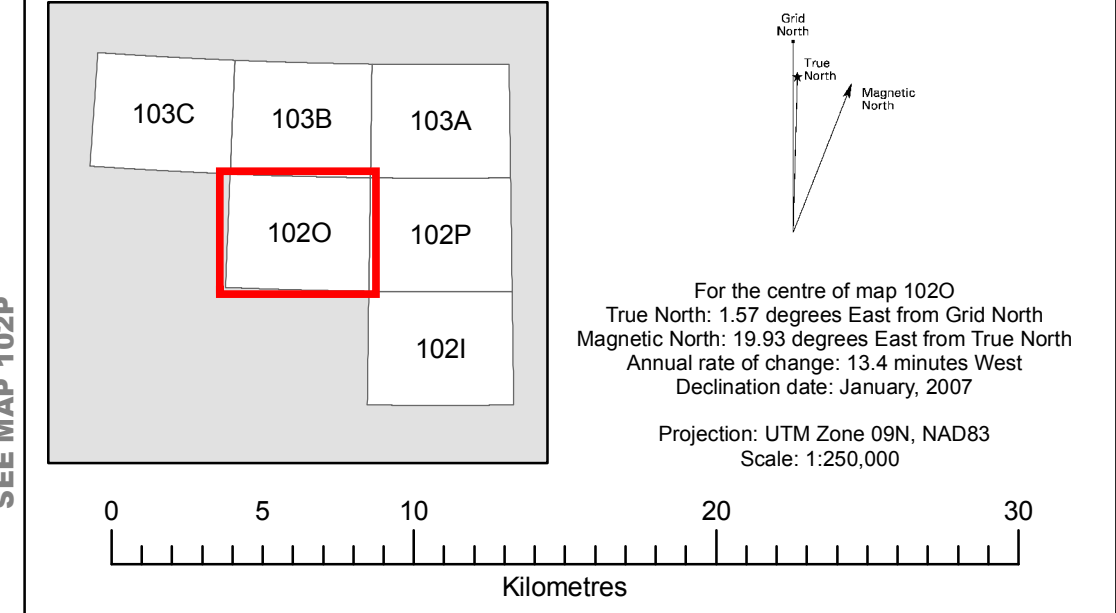 SEE MAP 102P
103C
103B
103A
102O
102P
102I
Grid
North
True
North
Magnetic
North
For the centre of map 102O
True North: 1.57 degrees East from Grid North
Magnetic North: 19.93 degrees East from True North
Annual rate of change: 13.4 minutes West
Declination date: January, 2007
Projection: UTM Zone 09N, NAD83
Scale: 1:250,000
0 5 10 20 30
Kilometres